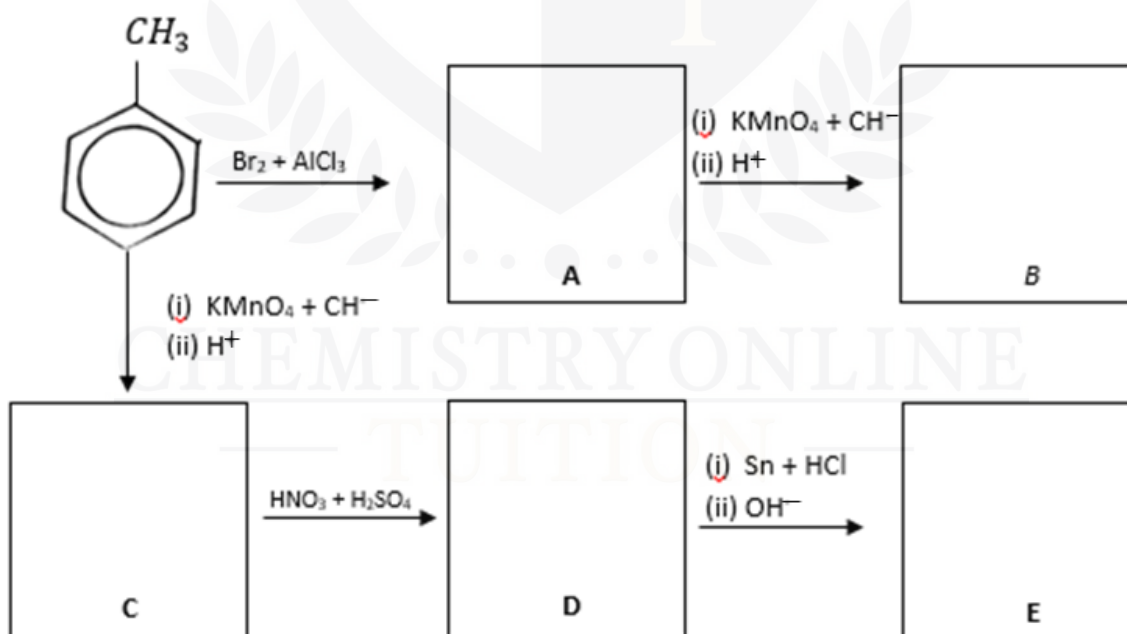 CH₃
Br₂ + AlCl₃
(i) KMnO₄ + CH⁻
(ii) H⁺
A
B
(i) KMnO₄ + CH⁻
(ii) H⁺
CHEMISTRY ONLINE
TUITION
HNO₃ + H₂SO₄
(i) Sn + HCl
(ii) OH⁻
C
D
E